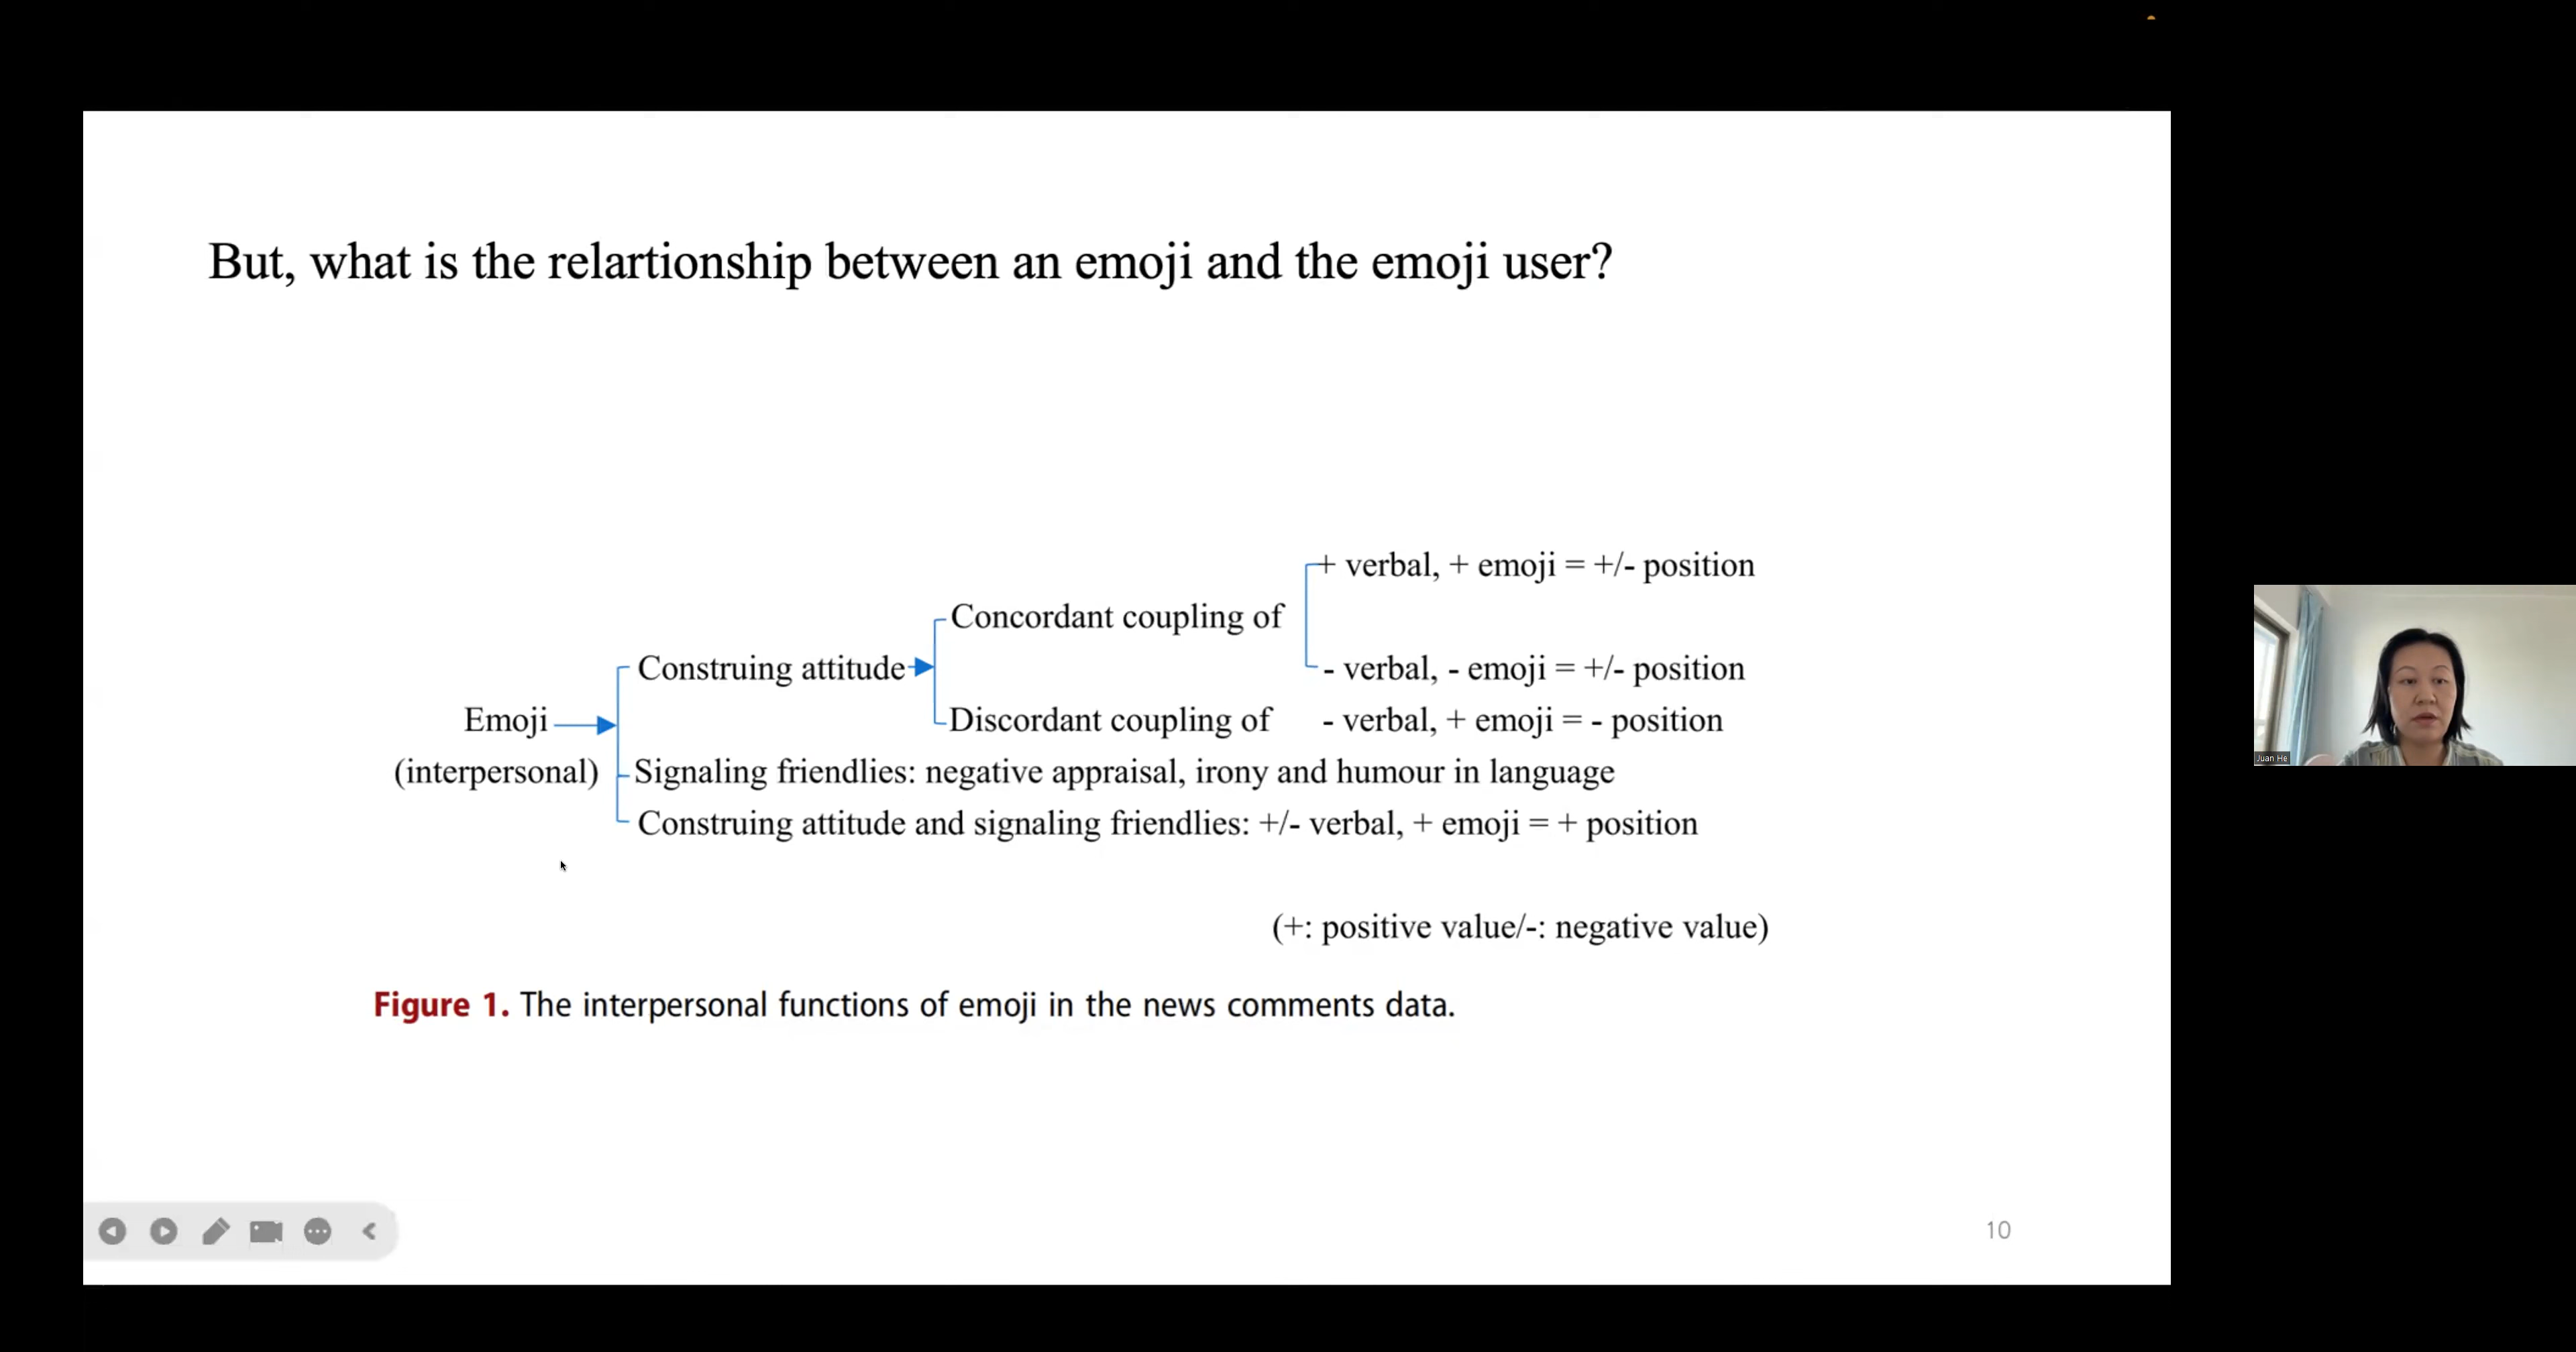 But, what is the relartionship between an emoji and the emoji user?
+ verbal, + emoji = +/- position
Concordant coupling of
Construing attitude
- verbal, - emoji = +/- position
Emoji
Discordant coupling of
- verbal, + emoji = - position
(interpersonal)
Signaling friendlies: negative appraisal, irony and humour in language
Construing attitude and signaling friendlies: +/- verbal, + emoji = + position
(+: positive value/-: negative value)
Figure 1. The interpersonal functions of emoji in the news comments data.
10
Juan He